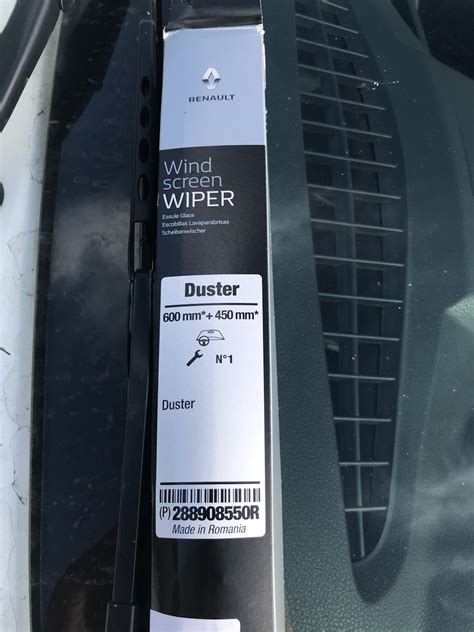 RENAULT
Wind
screen
WIPER
Essuie Glace
Escobillas Lavaparabrisas
Scheibenwischer
Duster
600 mm*+ 450 mm*
N°1
Duster
(P) 288908550R
Made in Romania